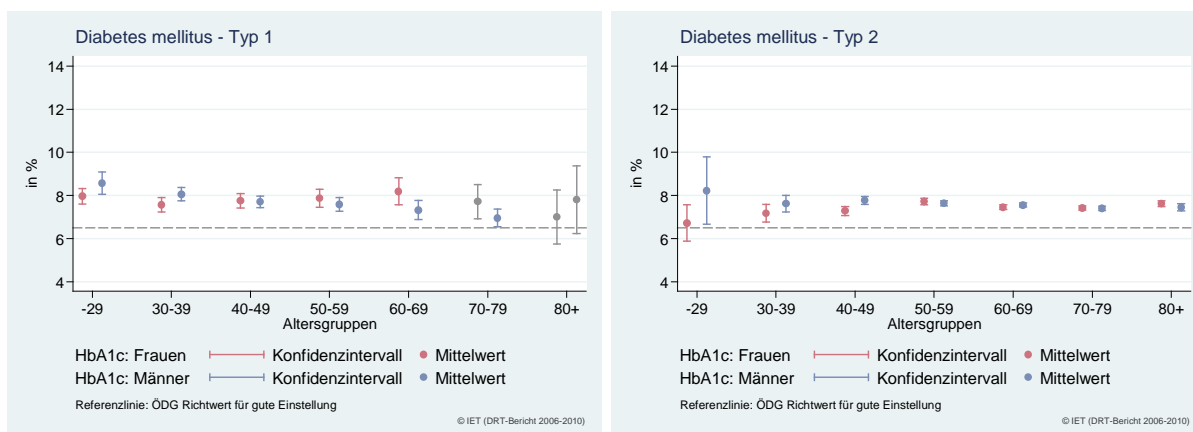 Diabetes mellitus - Typ 1
14
12
10
8
6
4
in %
-29 30-39 40-49 50-59 60-69 70-79 80+
Altersgruppen
HbA1c: Frauen Konfidenzintervall Mittelwert
HbA1c: Männer Konfidenzintervall Mittelwert
Referenzlinie: ÖDG Richtwert für gute Einstellung
© IET (DRT-Bericht 2006-2010)
Diabetes mellitus - Typ 2
14
12
10
8
6
4
in %
-29 30-39 40-49 50-59 60-69 70-79 80+
Altersgruppen
HbA1c: Frauen Konfidenzintervall Mittelwert
HbA1c: Männer Konfidenzintervall Mittelwert
Referenzlinie: ÖDG Richtwert für gute Einstellung
© IET (DRT-Bericht 2006-2010)